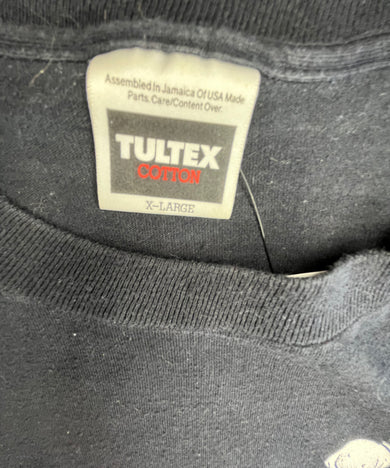 Assembled In Jamaica Of USA Made
Parts. Care/Content Over.
TULTEX
COTTON
X-LARGE